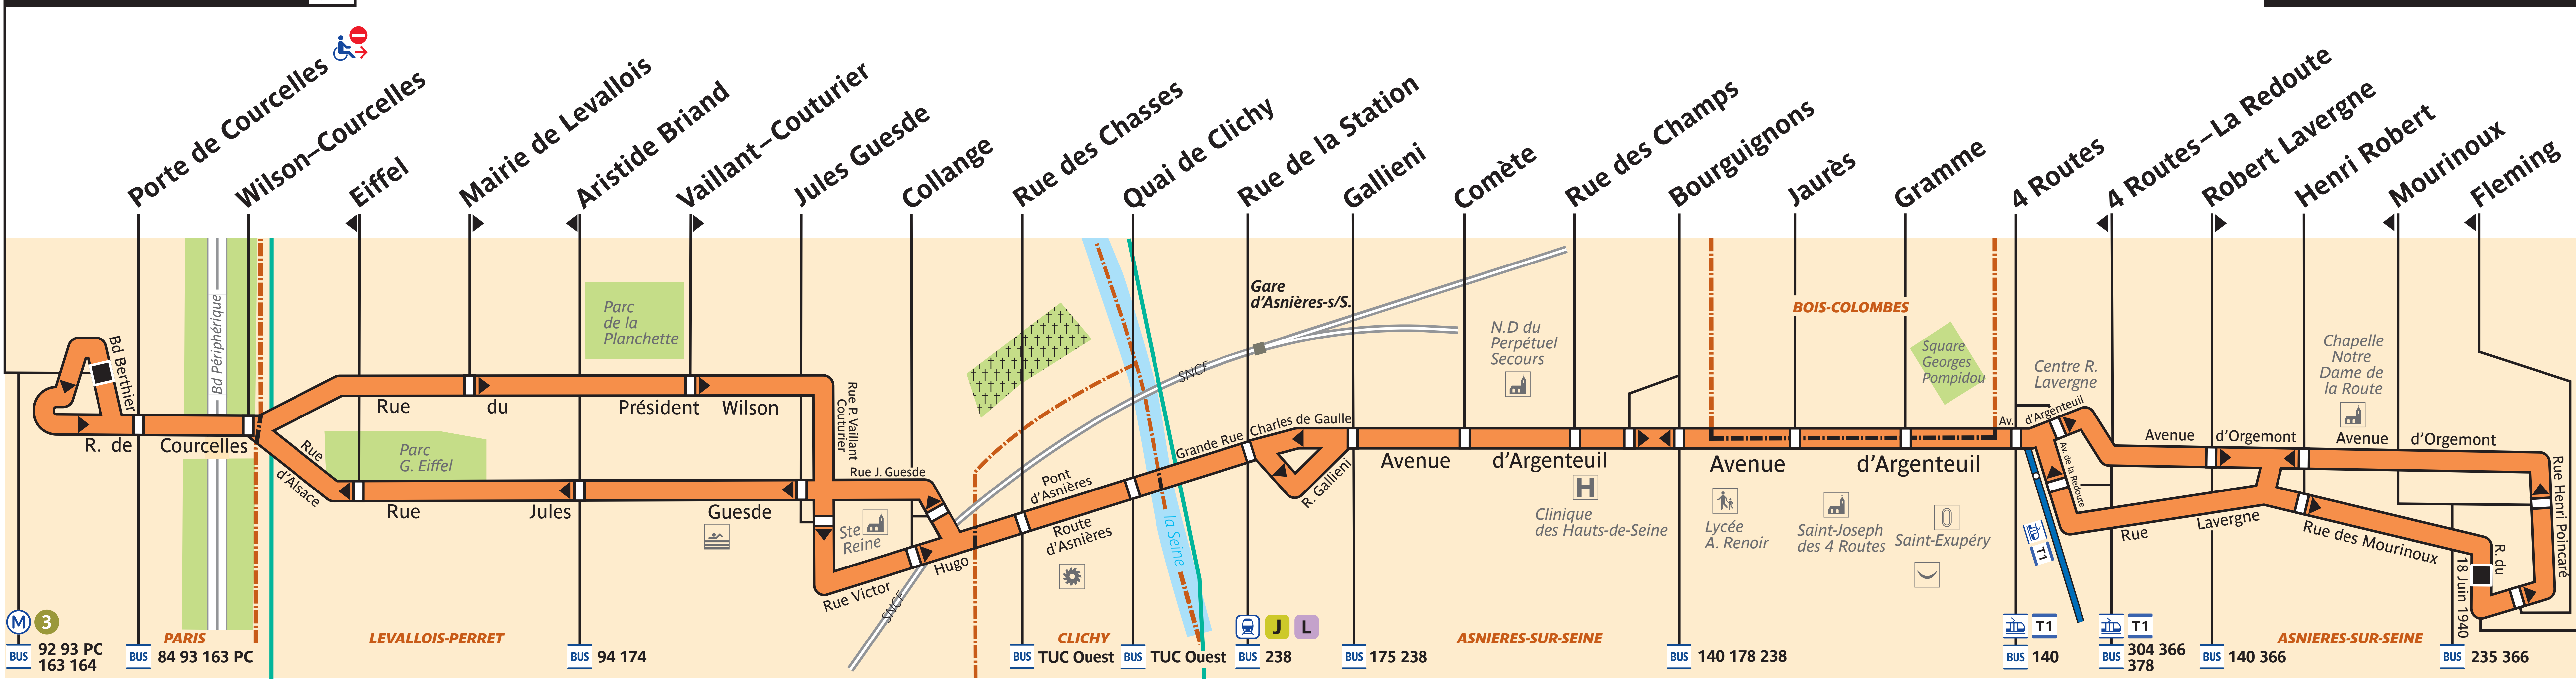 Porte de Courcelles
Wilson–Courcelles
Eiffel
Mairie de Levallois
Aristide Briand
Vaillant–Couturier
Jules Guesde
Collange
Rue des Chasses
Quai de Clichy
Rue de la Station
Gallieni
Comète
Rue des Champs
Bourguignons
Jaurès
Gramme
4 Routes
4 Routes–La Redoute
Robert Lavergne
Henri Robert
Mourinoux
Fleming
Bd Berthier
R. de
Courcelles
Bd Périphérique
Rue
d'Alsace
Rue
du
Président
Wilson
Parc
de la
Planchette
Parc
G. Eiffel
Rue
Jules
Guesde
Rue P. Vaillant
Couturier
Rue J. Guesde
Ste
Reine
Rue Victor
Hugo
SNCF
SNCF
Pont
d'Asnières
Route
d'Asnières
la Seine
Grande Rue
Charles de Gaulle
R. Gallieni
Gare
d'Asnières-s/S.
N.D du
Perpétuel
Secours
Avenue
d'Argenteuil
H
Clinique
des Hauts-de-Seine
BOIS-COLOMBES
Avenue
d'Argenteuil
Lycée
A. Renoir
Saint-Joseph
des 4 Routes
Saint-Exupéry
Square
Georges
Pompidou
Centre R.
Lavergne
Av.
d'Argenteuil
Av. de la Redoute
T1
Avenue
d'Orgemont
Avenue
d'Orgemont
Chapelle
Notre
Dame de
la Route
Rue
Lavergne
Rue des Mourinoux
R. du
18 Juin 1940
Rue Henri Poincaré
M 3
BUS 92 93 PC
163 164
BUS 84 93 163 PC
PARIS
LEVALLOIS-PERRET
BUS 94 174
CLICHY
BUS TUC Ouest
BUS TUC Ouest
J L
BUS 238
BUS 175 238
ASNIERES-SUR-SEINE
BUS 140 178 238
T1
BUS 140
T1
BUS 304 366
378
BUS 140 366
ASNIERES-SUR-SEINE
BUS 235 366